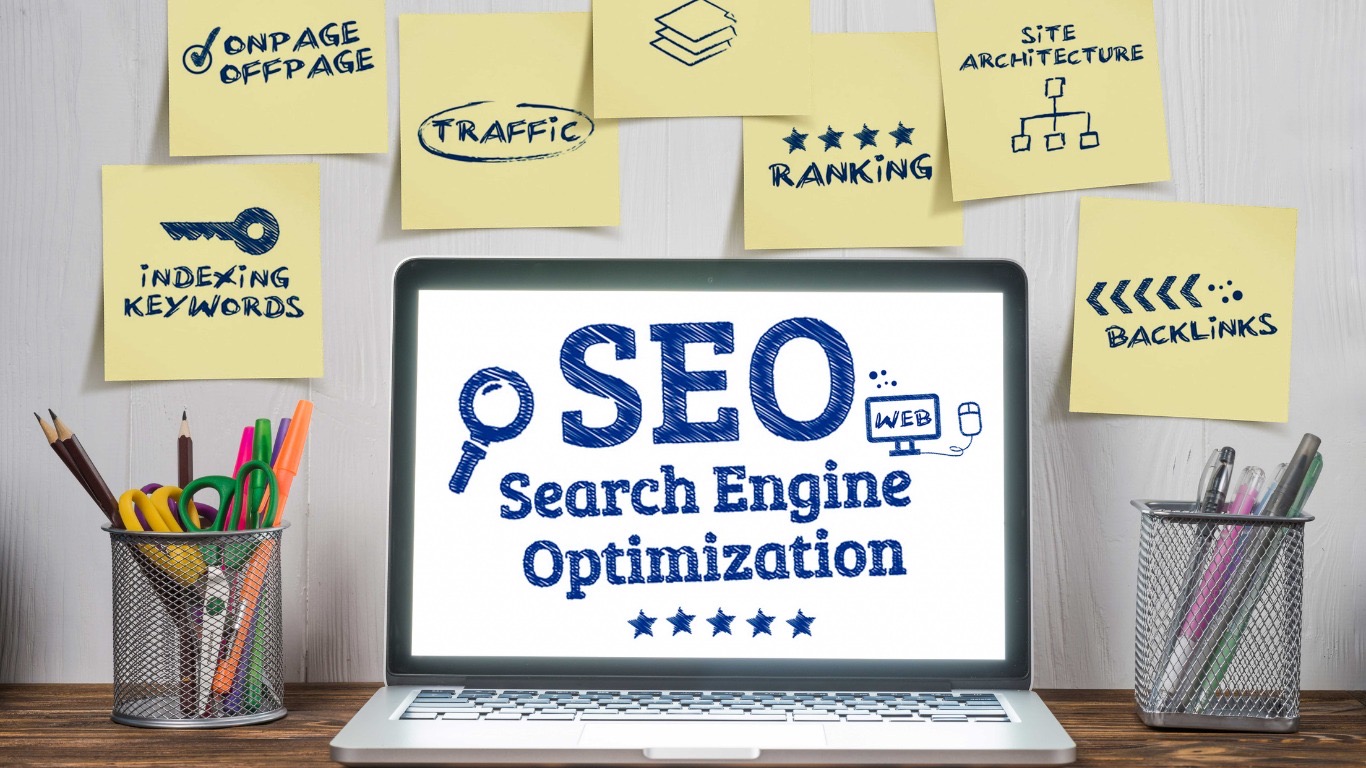 ONPAGE
OFFPAGE
TRAFFiC
RANKiNG
SiTE
ARCHiTECTURE
iNDEXiNG
KEYWORDS
BACKLiNKS
SEO
WEB
Search Engine
Optimization